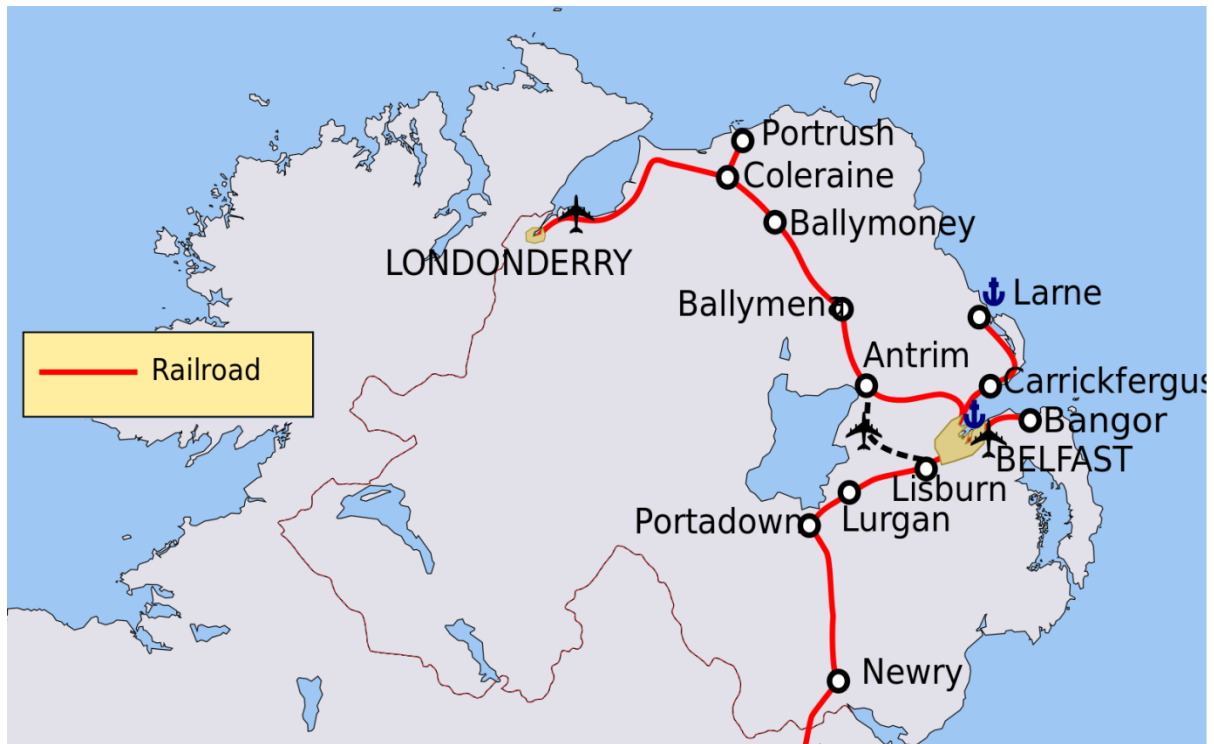 Portrush
Coleraine
Ballymoney
LONDONDERRY
Larne
Ballymena
Railroad
Antrim
Carrickfergus
Bangor
BELFAST
Lisburn
Lurgan
Portadown
Newry